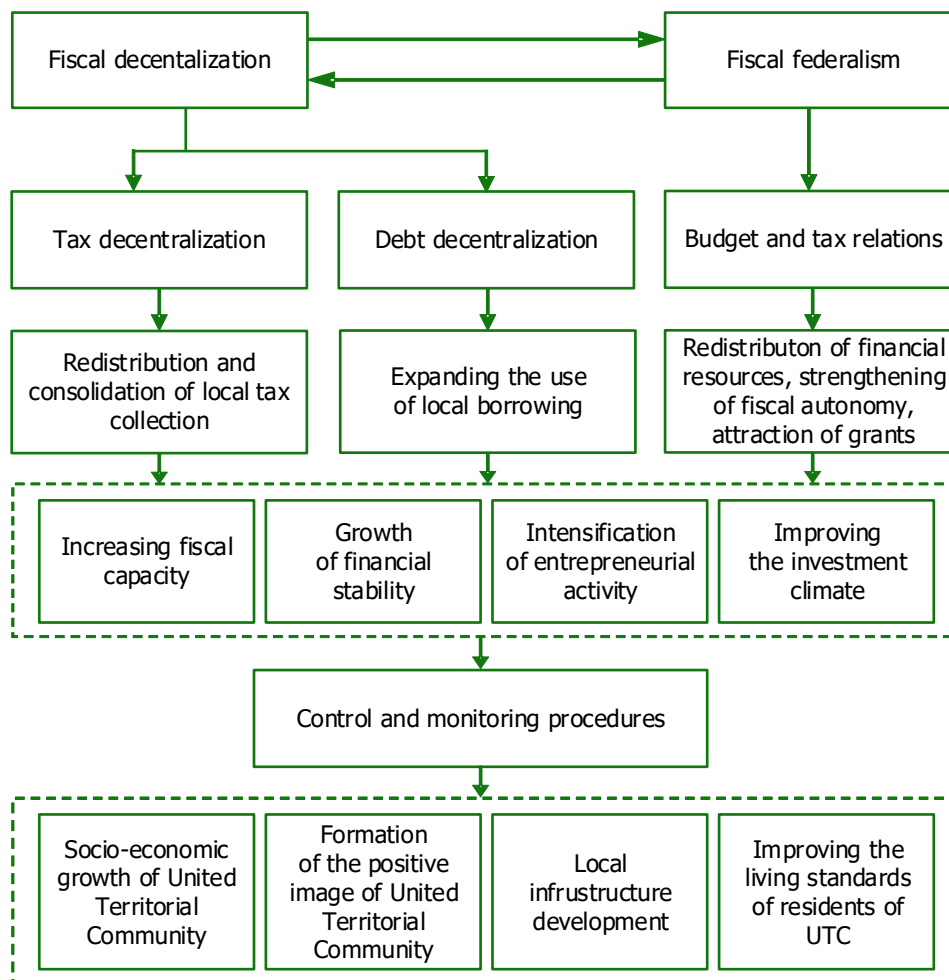 Fiscal decentalization
Fiscal federalism
Tax decentralization
Debt decentralization
Budget and tax relations
Redistribution and
consolidation of local tax
collection
Expanding the use
of local borrowing
Redistributon of financial
resources, strengthening
of fiscal autonomy,
attraction of grants
Increasing fiscal
capacity
Growth
of financial
stability
Intensification
of entrepreneurial
activity
Improving
the investment
climate
Control and monitoring procedures
Socio-economic
growth of United
Territorial
Community
Formation
of the positive
image of United
Territorial
Community
Local
infrustructure
development
Improving the
living standards
of residents of
UTC